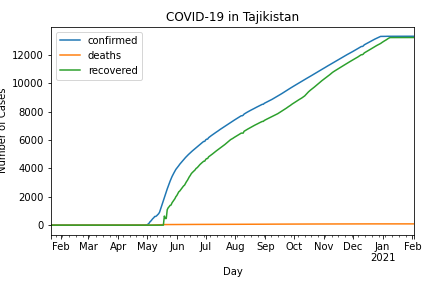 COVID-19 in Tajikistan
confirmed
deaths
recovered
12000
10000
8000
6000
4000
2000
0
Number of Cases
Feb Mar Apr May Jun Jul Aug Sep Oct Nov Dec Jan Feb
2021
Day